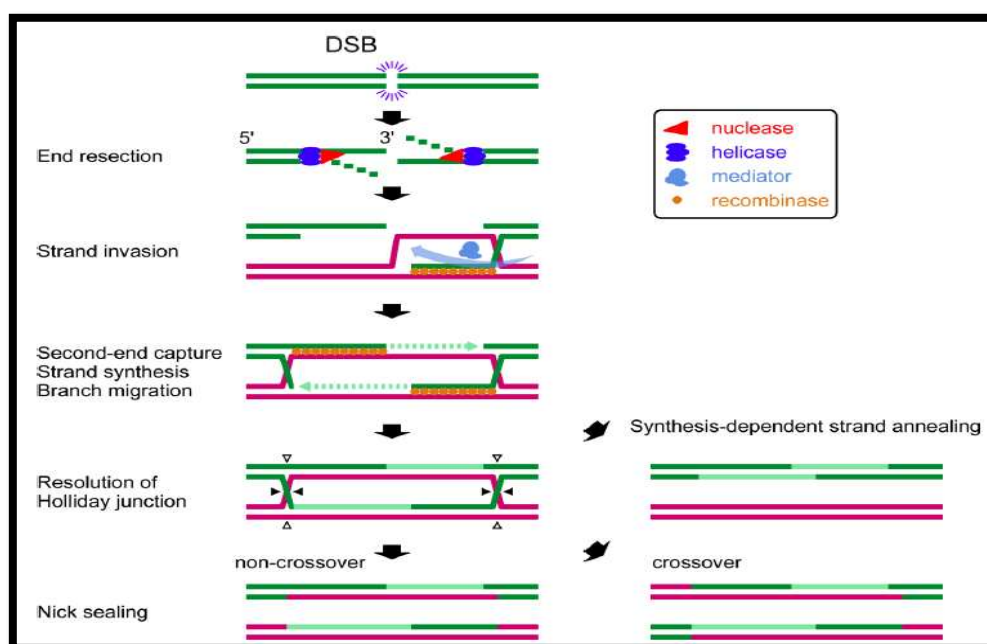 DSB
5' 3'
End resection
nuclease
helicase
mediator
recombinase
Strand invasion
Second-end capture
Strand synthesis
Branch migration
Synthesis-dependent strand annealing
Resolution of
Holliday junction
non-crossover
crossover
Nick sealing